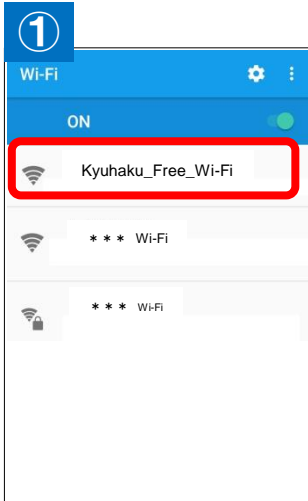 ①
Wi-Fi
ON
Kyuhaku_Free_Wi-Fi
*** Wi-Fi
*** Wi-Fi